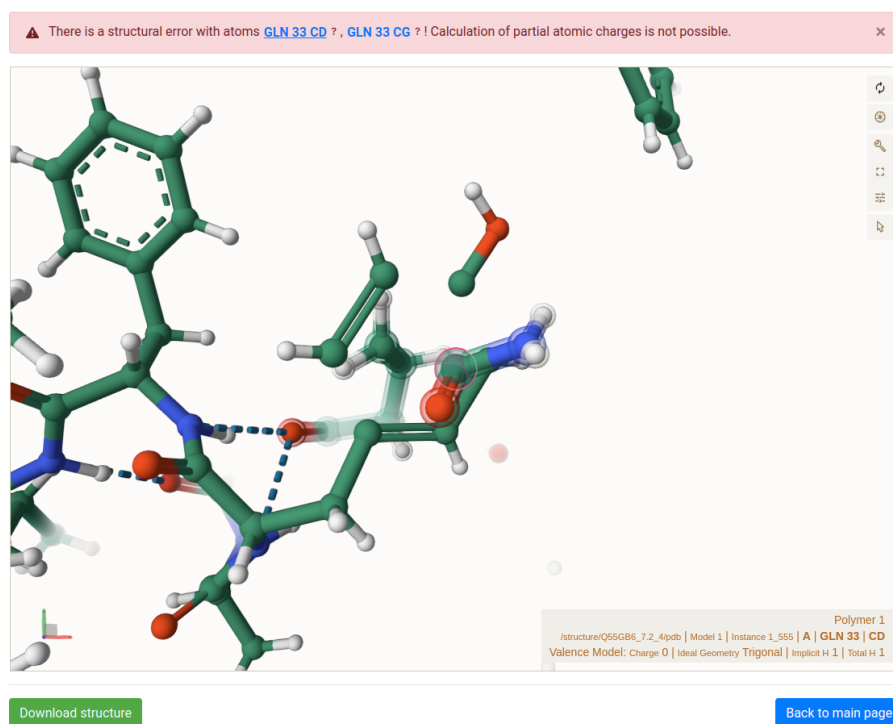 There is a structural error with atoms GLN 33 CD ? , GLN 33 CG ? ! Calculation of partial atomic charges is not possible. ×
Polymer 1
/structure/Q55GB6_7.2_4/pdb | Model 1 | Instance 1_555 | A | GLN 33 | CD
Valence Model: Charge 0 | Ideal Geometry Trigonal | Implicit H 1 | Total H 1
Download structure
Back to main page